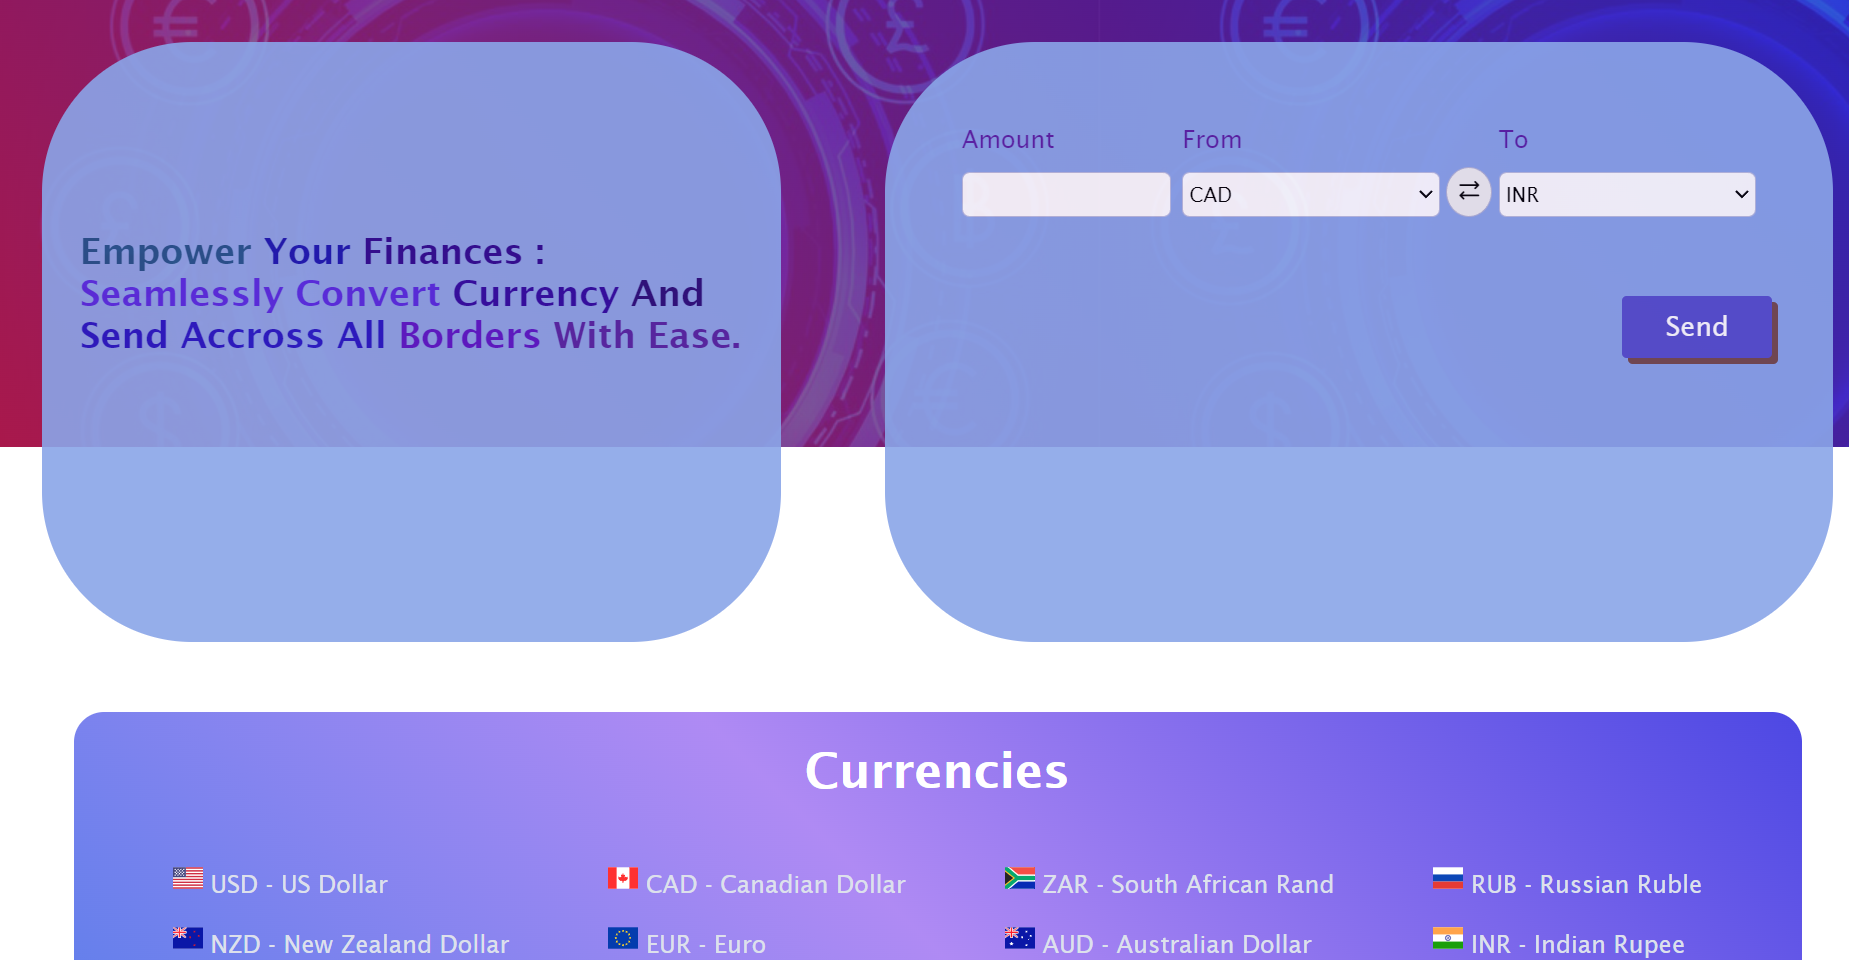 Empower Your Finances :
Seamlessly Convert Currency And
Send Accross All Borders With Ease.
Amount From To
CAD INR
Send
Currencies
USD - US Dollar CAD - Canadian Dollar ZAR - South African Rand RUB - Russian Ruble
NZD - New Zealand Dollar EUR - Euro AUD - Australian Dollar INR - Indian Rupee